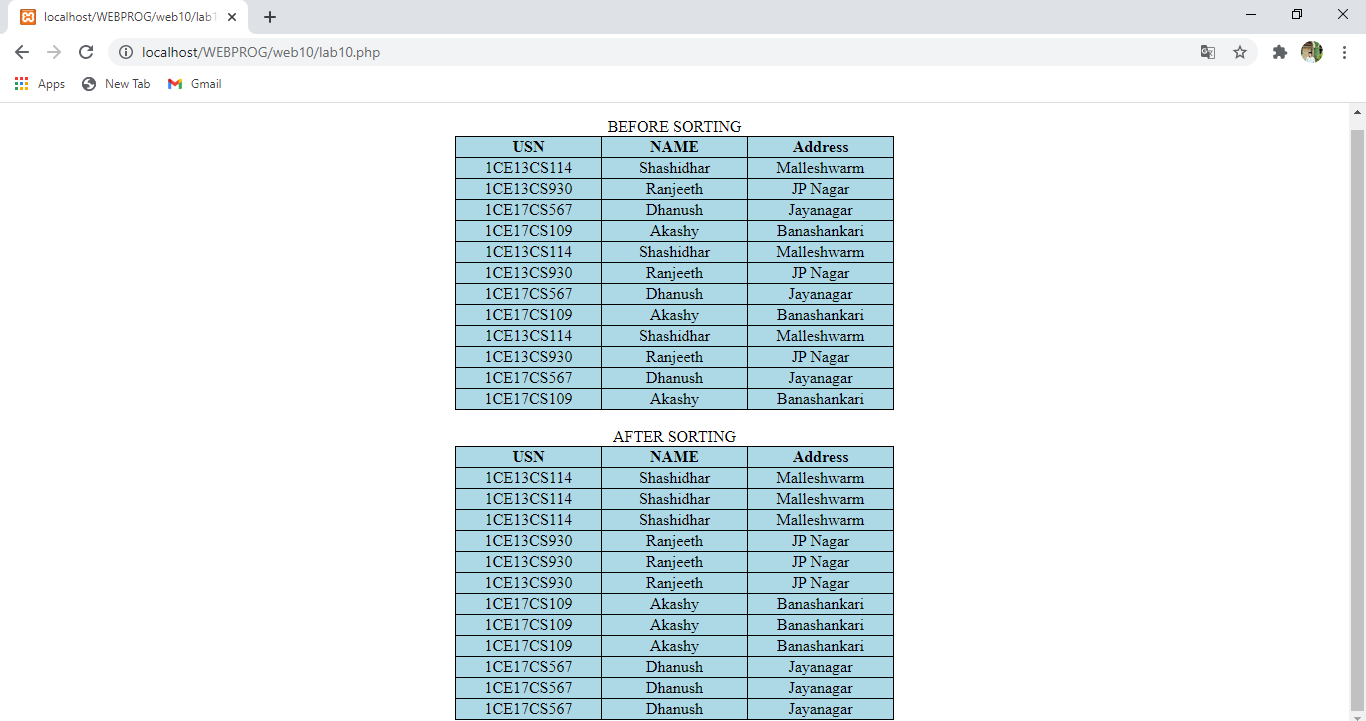 localhost/WEBPROG/web10/lab1
localhost/WEBPROG/web10/lab10.php
Apps New Tab Gmail
BEFORE SORTING
USN NAME Address
1CE13CS114 Shashidhar Malleshwarm
1CE13CS930 Ranjeeth JP Nagar
1CE17CS567 Dhanush Jayanagar
1CE17CS109 Akashy Banashankari
1CE13CS114 Shashidhar Malleshwarm
1CE13CS930 Ranjeeth JP Nagar
1CE17CS567 Dhanush Jayanagar
1CE17CS109 Akashy Banashankari
1CE13CS114 Shashidhar Malleshwarm
1CE13CS930 Ranjeeth JP Nagar
1CE17CS567 Dhanush Jayanagar
1CE17CS109 Akashy Banashankari
AFTER SORTING
USN NAME Address
1CE13CS114 Shashidhar Malleshwarm
1CE13CS114 Shashidhar Malleshwarm
1CE13CS114 Shashidhar Malleshwarm
1CE13CS930 Ranjeeth JP Nagar
1CE13CS930 Ranjeeth JP Nagar
1CE13CS930 Ranjeeth JP Nagar
1CE17CS109 Akashy Banashankari
1CE17CS109 Akashy Banashankari
1CE17CS109 Akashy Banashankari
1CE17CS567 Dhanush Jayanagar
1CE17CS567 Dhanush Jayanagar
1CE17CS567 Dhanush Jayanagar